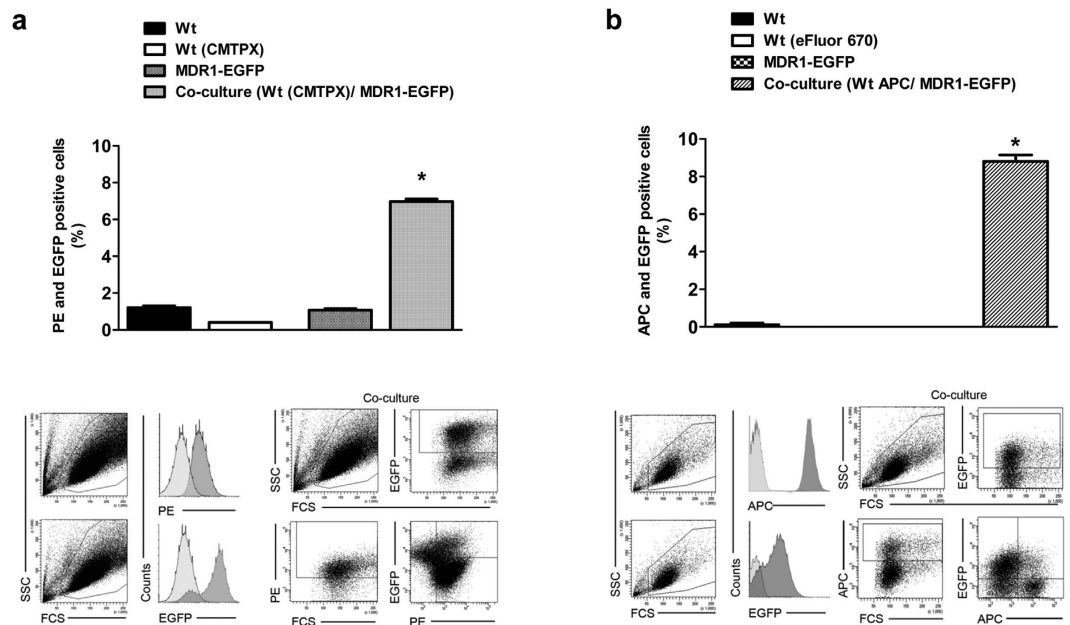 a
Wt
Wt (CMTPX)
MDR1-EGFP
Co-culture (Wt (CMTPX)/ MDR1-EGFP)
PE and EGFP positive cells
(%)
10
8
6
4
2
0
*
Co-culture
SSC
FCS
PE
SSC
EGFP
FCS
SSC
FCS
Counts
EGFP
PE
FCS
EGFP
PE
b
Wt
Wt (eFluor 670)
MDR1-EGFP
Co-culture (Wt APC/ MDR1-EGFP)
APC and EGFP positive cells
(%)
10
8
6
4
2
0
*
Co-culture
SSC
APC
SSC
FCS
EGFP
SSC
FCS
Counts
EGFP
APC
FCS
EGFP
APC